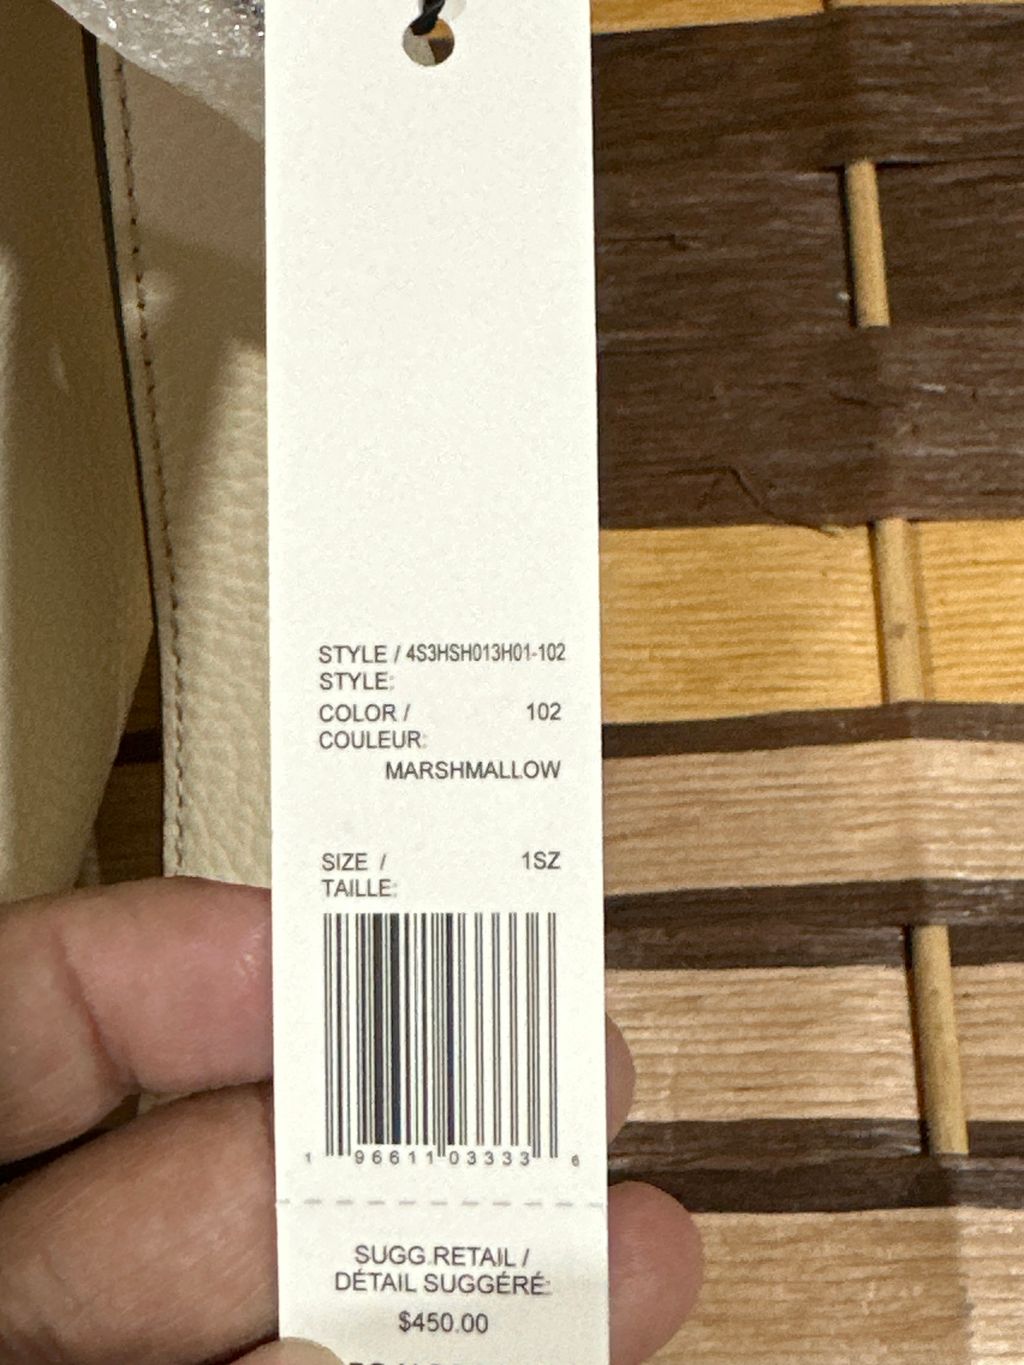 STYLE / 4S3HSH013H01-102
STYLE:
COLOR / 102
COULEUR:
MARSHMALLOW
SIZE / 1SZ
TAILLE:
1 96611 03333 6
SUGG.RETAIL /
DÉTAIL SUGGÉRÉ:
$450.00